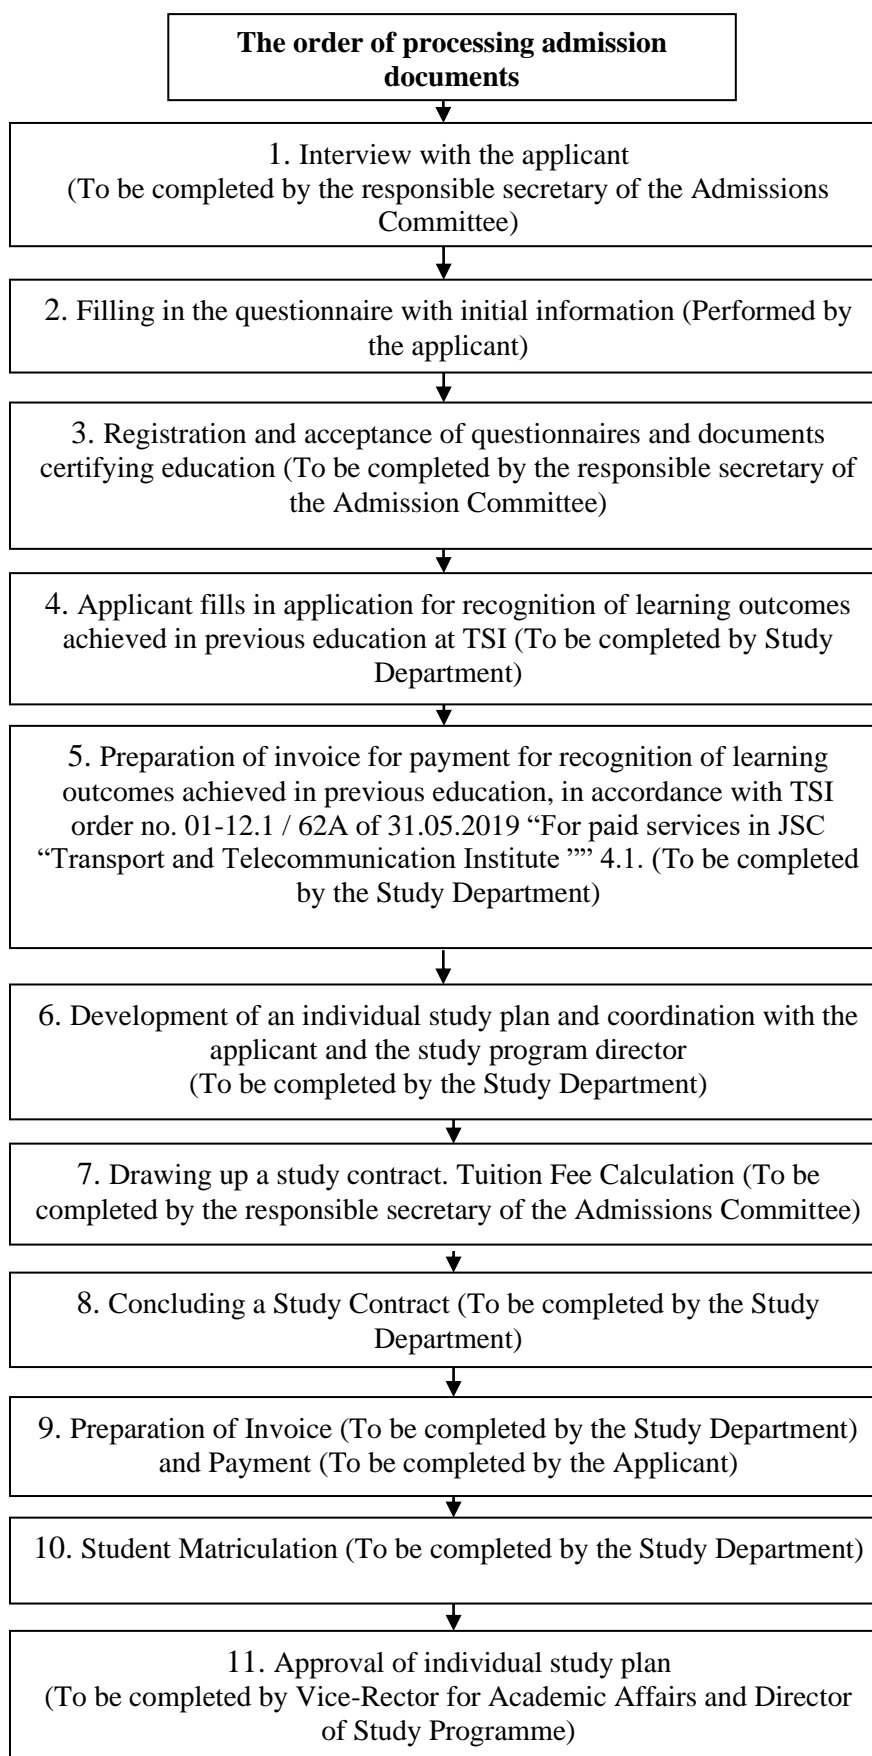 The order of processing admission
documents
1. Interview with the applicant
(To be completed by the responsible secretary of the Admissions
Committee)
2. Filling in the questionnaire with initial information (Performed by
the applicant)
3. Registration and acceptance of questionnaires and documents
certifying education (To be completed by the responsible secretary of
the Admission Committee)
4. Applicant fills in application for recognition of learning outcomes
achieved in previous education at TSI (To be completed by Study
Department)
5. Preparation of invoice for payment for recognition of learning
outcomes achieved in previous education, in accordance with TSI
order no. 01-12.1 / 62A of 31.05.2019 “For paid services in JSC
“Transport and Telecommunication Institute ”” 4.1. (To be completed
by the Study Department)
6. Development of an individual study plan and coordination with the
applicant and the study program director
(To be completed by the Study Department)
7. Drawing up a study contract. Tuition Fee Calculation (To be
completed by the responsible secretary of the Admissions Committee)
8. Concluding a Study Contract (To be completed by the Study
Department)
9. Preparation of Invoice (To be completed by the Study Department)
and Payment (To be completed by the Applicant)
10. Student Matriculation (To be completed by the Study Department)
11. Approval of individual study plan
(To be completed by Vice-Rector for Academic Affairs and Director
of Study Programme)